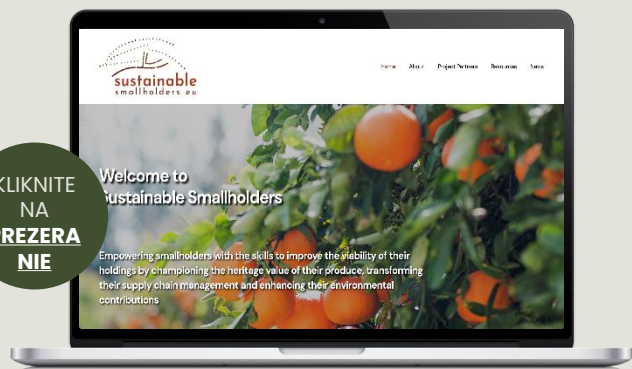 sustainable
smallholders eu
Home About Project Partners Resources News
Welcome to
Sustainable Smallholders
Empowering smallholders with the skills to improve the viability of their
holdings by championing the heritage value of their produce, transforming
their supply chain management and enhancing their environmental
contributions
KLIKNITE
NA
PREZERA
NIE